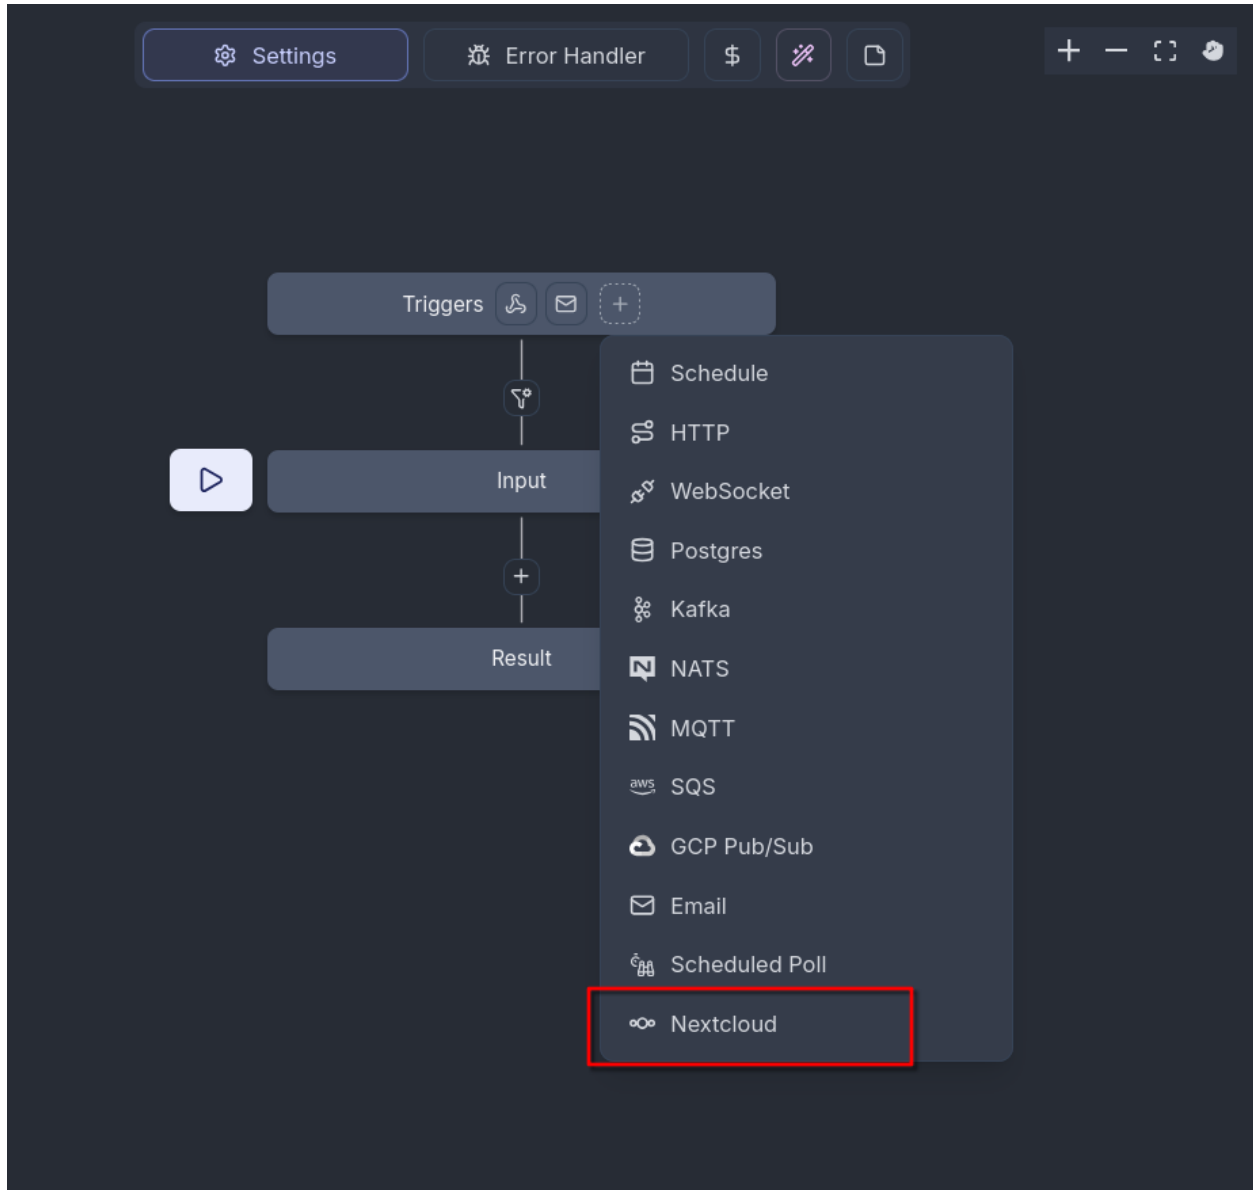 Settings
Error Handler
Triggers
Schedule
HTTP
Input
WebSocket
Postgres
Kafka
Result
NATS
MQTT
aws SQS
GCP Pub/Sub
Email
Scheduled Poll
Nextcloud